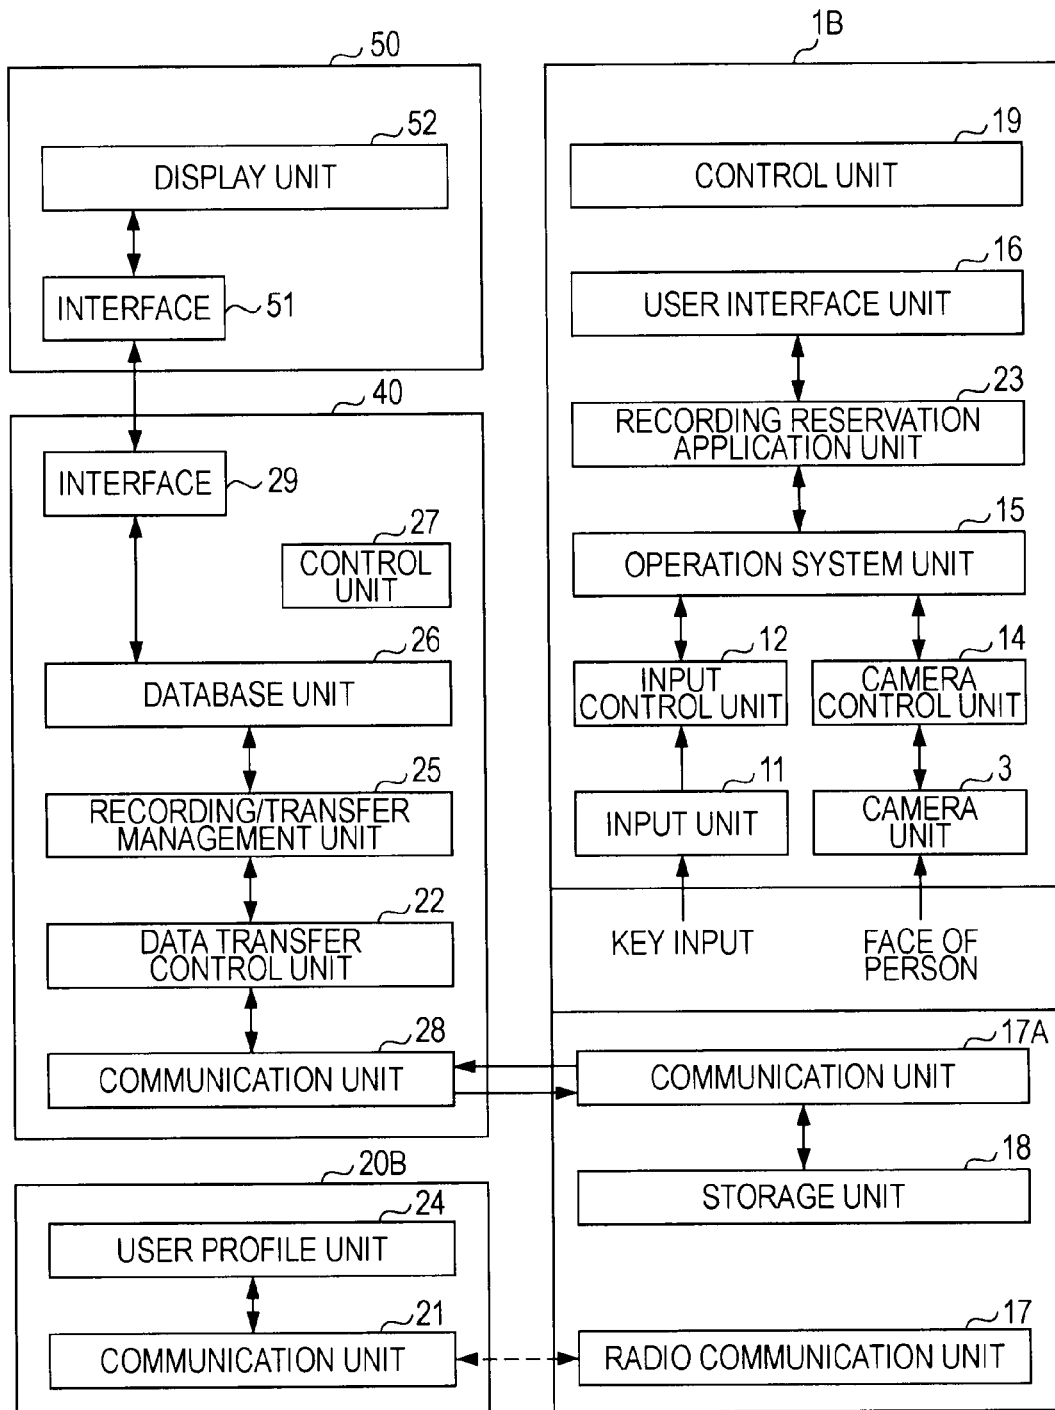 50
52
DISPLAY UNIT
INTERFACE
51
40
INTERFACE
29
27
CONTROL
UNIT
26
DATABASE UNIT
25
RECORDING/TRANSFER
MANAGEMENT UNIT
22
DATA TRANSFER
CONTROL UNIT
28
COMMUNICATION UNIT
20B
24
USER PROFILE UNIT
21
COMMUNICATION UNIT
1B
19
CONTROL UNIT
16
USER INTERFACE UNIT
23
RECORDING RESERVATION
APPLICATION UNIT
15
OPERATION SYSTEM UNIT
12
INPUT
CONTROL UNIT
14
CAMERA
CONTROL UNIT
11
INPUT UNIT
3
CAMERA
UNIT
KEY INPUT
FACE OF
PERSON
17A
COMMUNICATION UNIT
18
STORAGE UNIT
17
RADIO COMMUNICATION UNIT